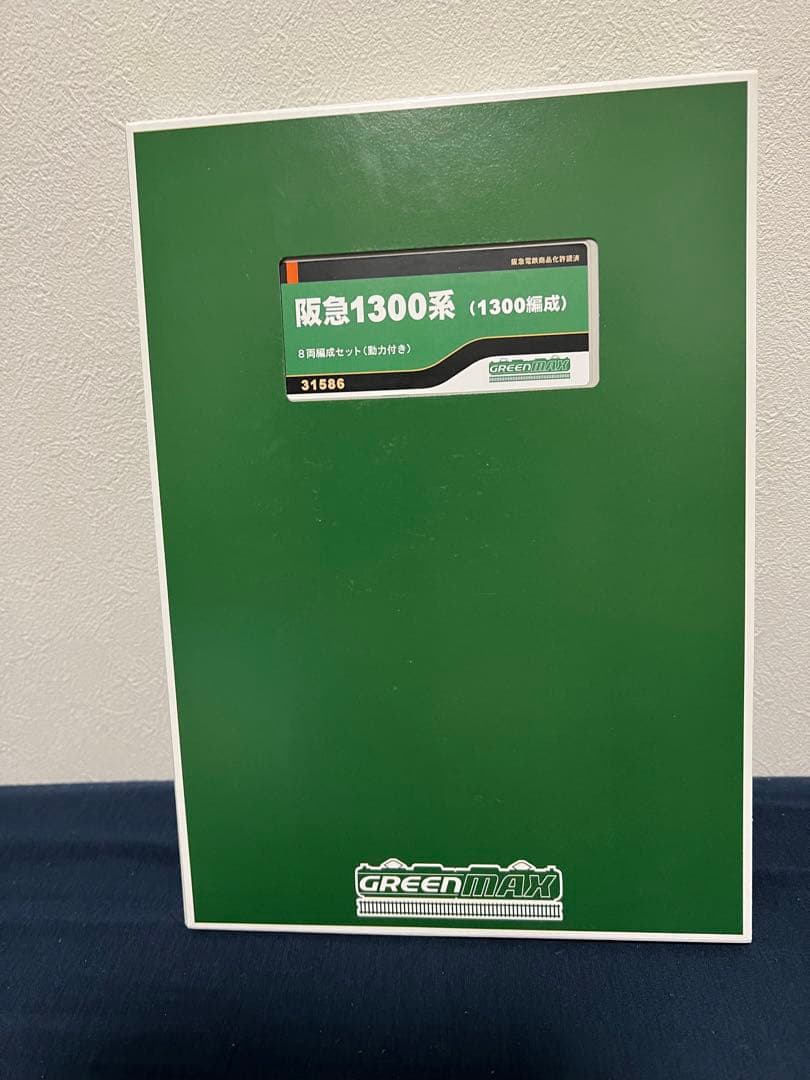 阪急電鉄商品化許諾済
阪急1300系（1300編成）
８両編成セット（動力付き）
31586
GREENMAX
GREENMAX